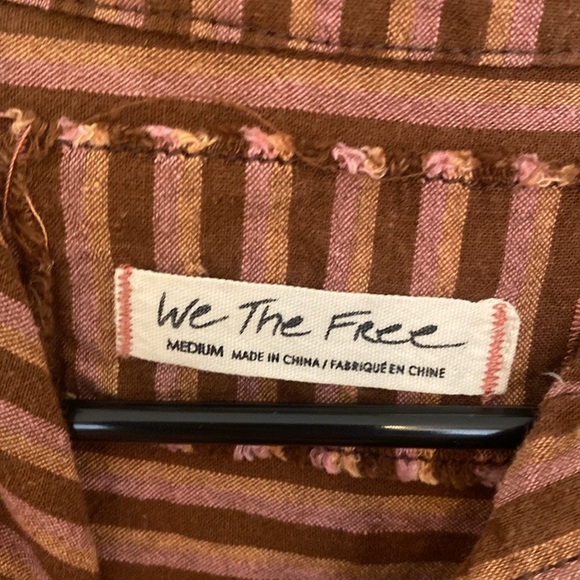 We The Free
MEDIUM MADE IN CHINA / FABRIQUÉ EN CHINE